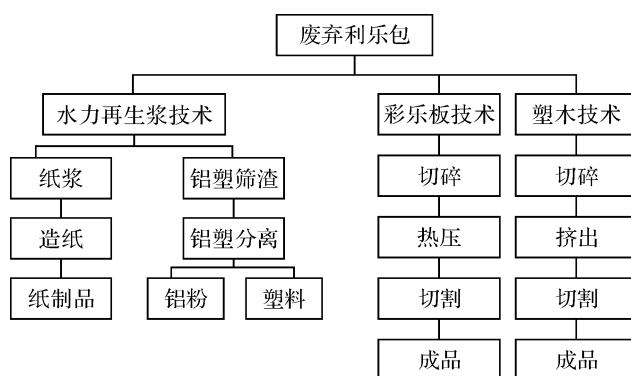 废弃利乐包
水力再生浆技术
彩乐板技术
塑木技术
纸浆
铝塑筛渣
切碎
切碎
造纸
铝塑分离
热压
挤出
纸制品
铝粉
塑料
切割
切割
成品
成品